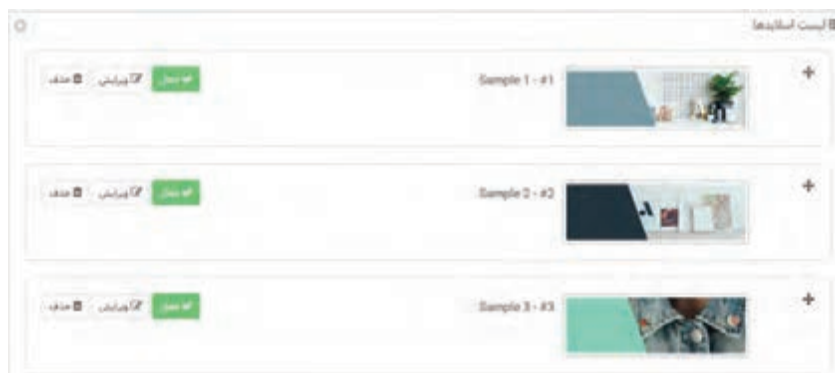 لیست اسلایدها
#1 - Sample 1
فعال ویرایش حذف
#2 - Sample 2
فعال ویرایش حذف
#3 - Sample 3
فعال ویرایش حذف